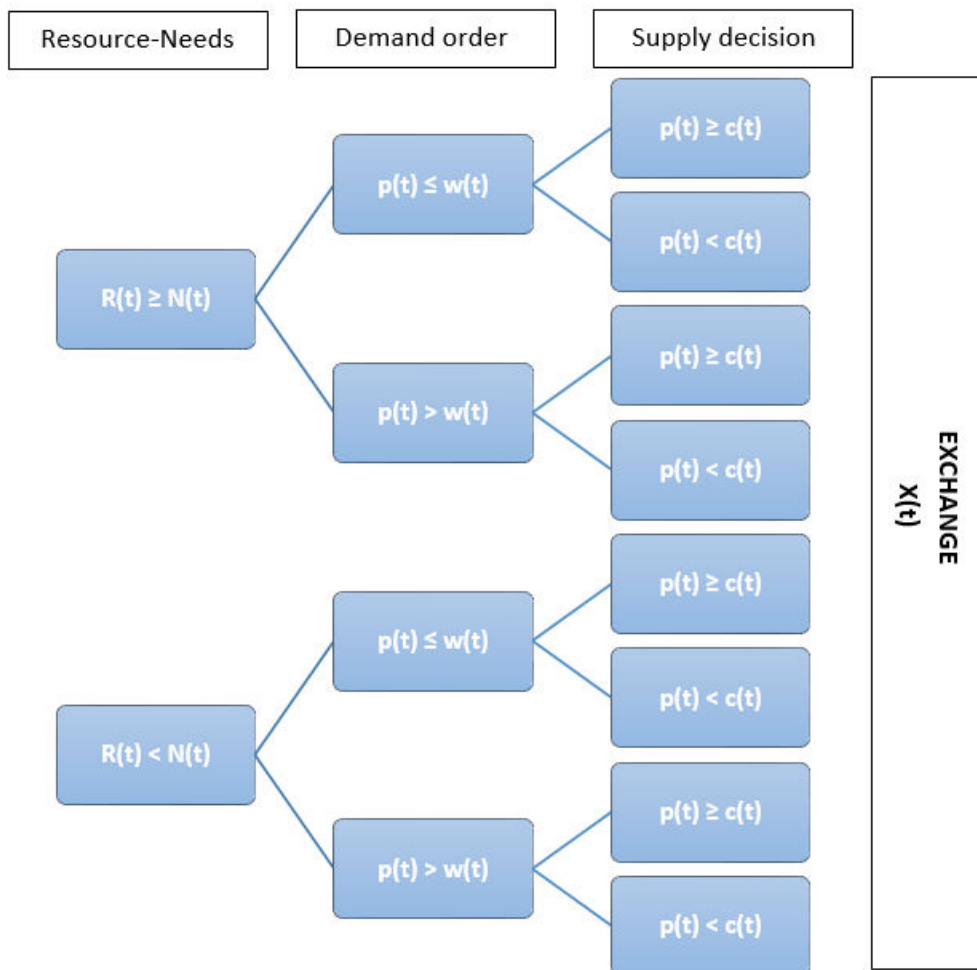 Resource-Needs
Demand order
Supply decision
p(t) ≥ c(t)
p(t) ≤ w(t)
p(t) < c(t)
R(t) ≥ N(t)
p(t) ≥ c(t)
p(t) > w(t)
p(t) < c(t)
EXCHANGE
X(t)
p(t) ≥ c(t)
p(t) ≤ w(t)
p(t) < c(t)
R(t) < N(t)
p(t) ≥ c(t)
p(t) > w(t)
p(t) < c(t)